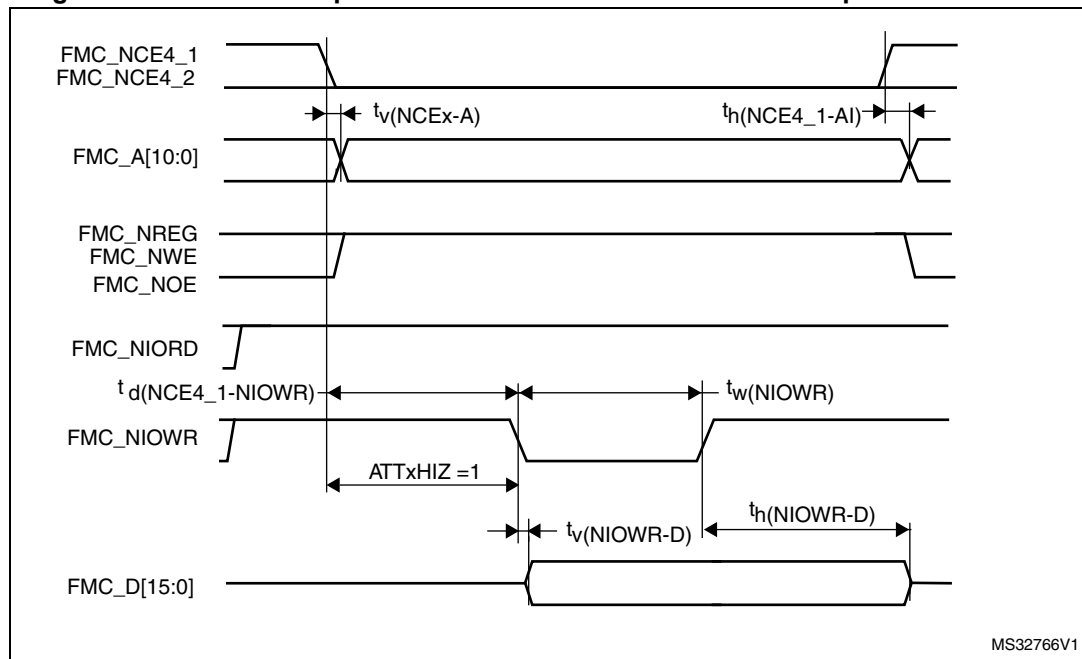 FMC_NCE4_1
FMC_NCE4_2
tv(NCEx-A)
th(NCE4_1-AI)
FMC_A[10:0]
FMC_NREG
FMC_NWE
FMC_NOE
FMC_NIORD
td(NCE4_1-NIOWR)
tw(NIOWR)
FMC_NIOWR
ATTxHIZ =1
th(NIOWR-D)
tv(NIOWR-D)
FMC_D[15:0]
MS32766V1